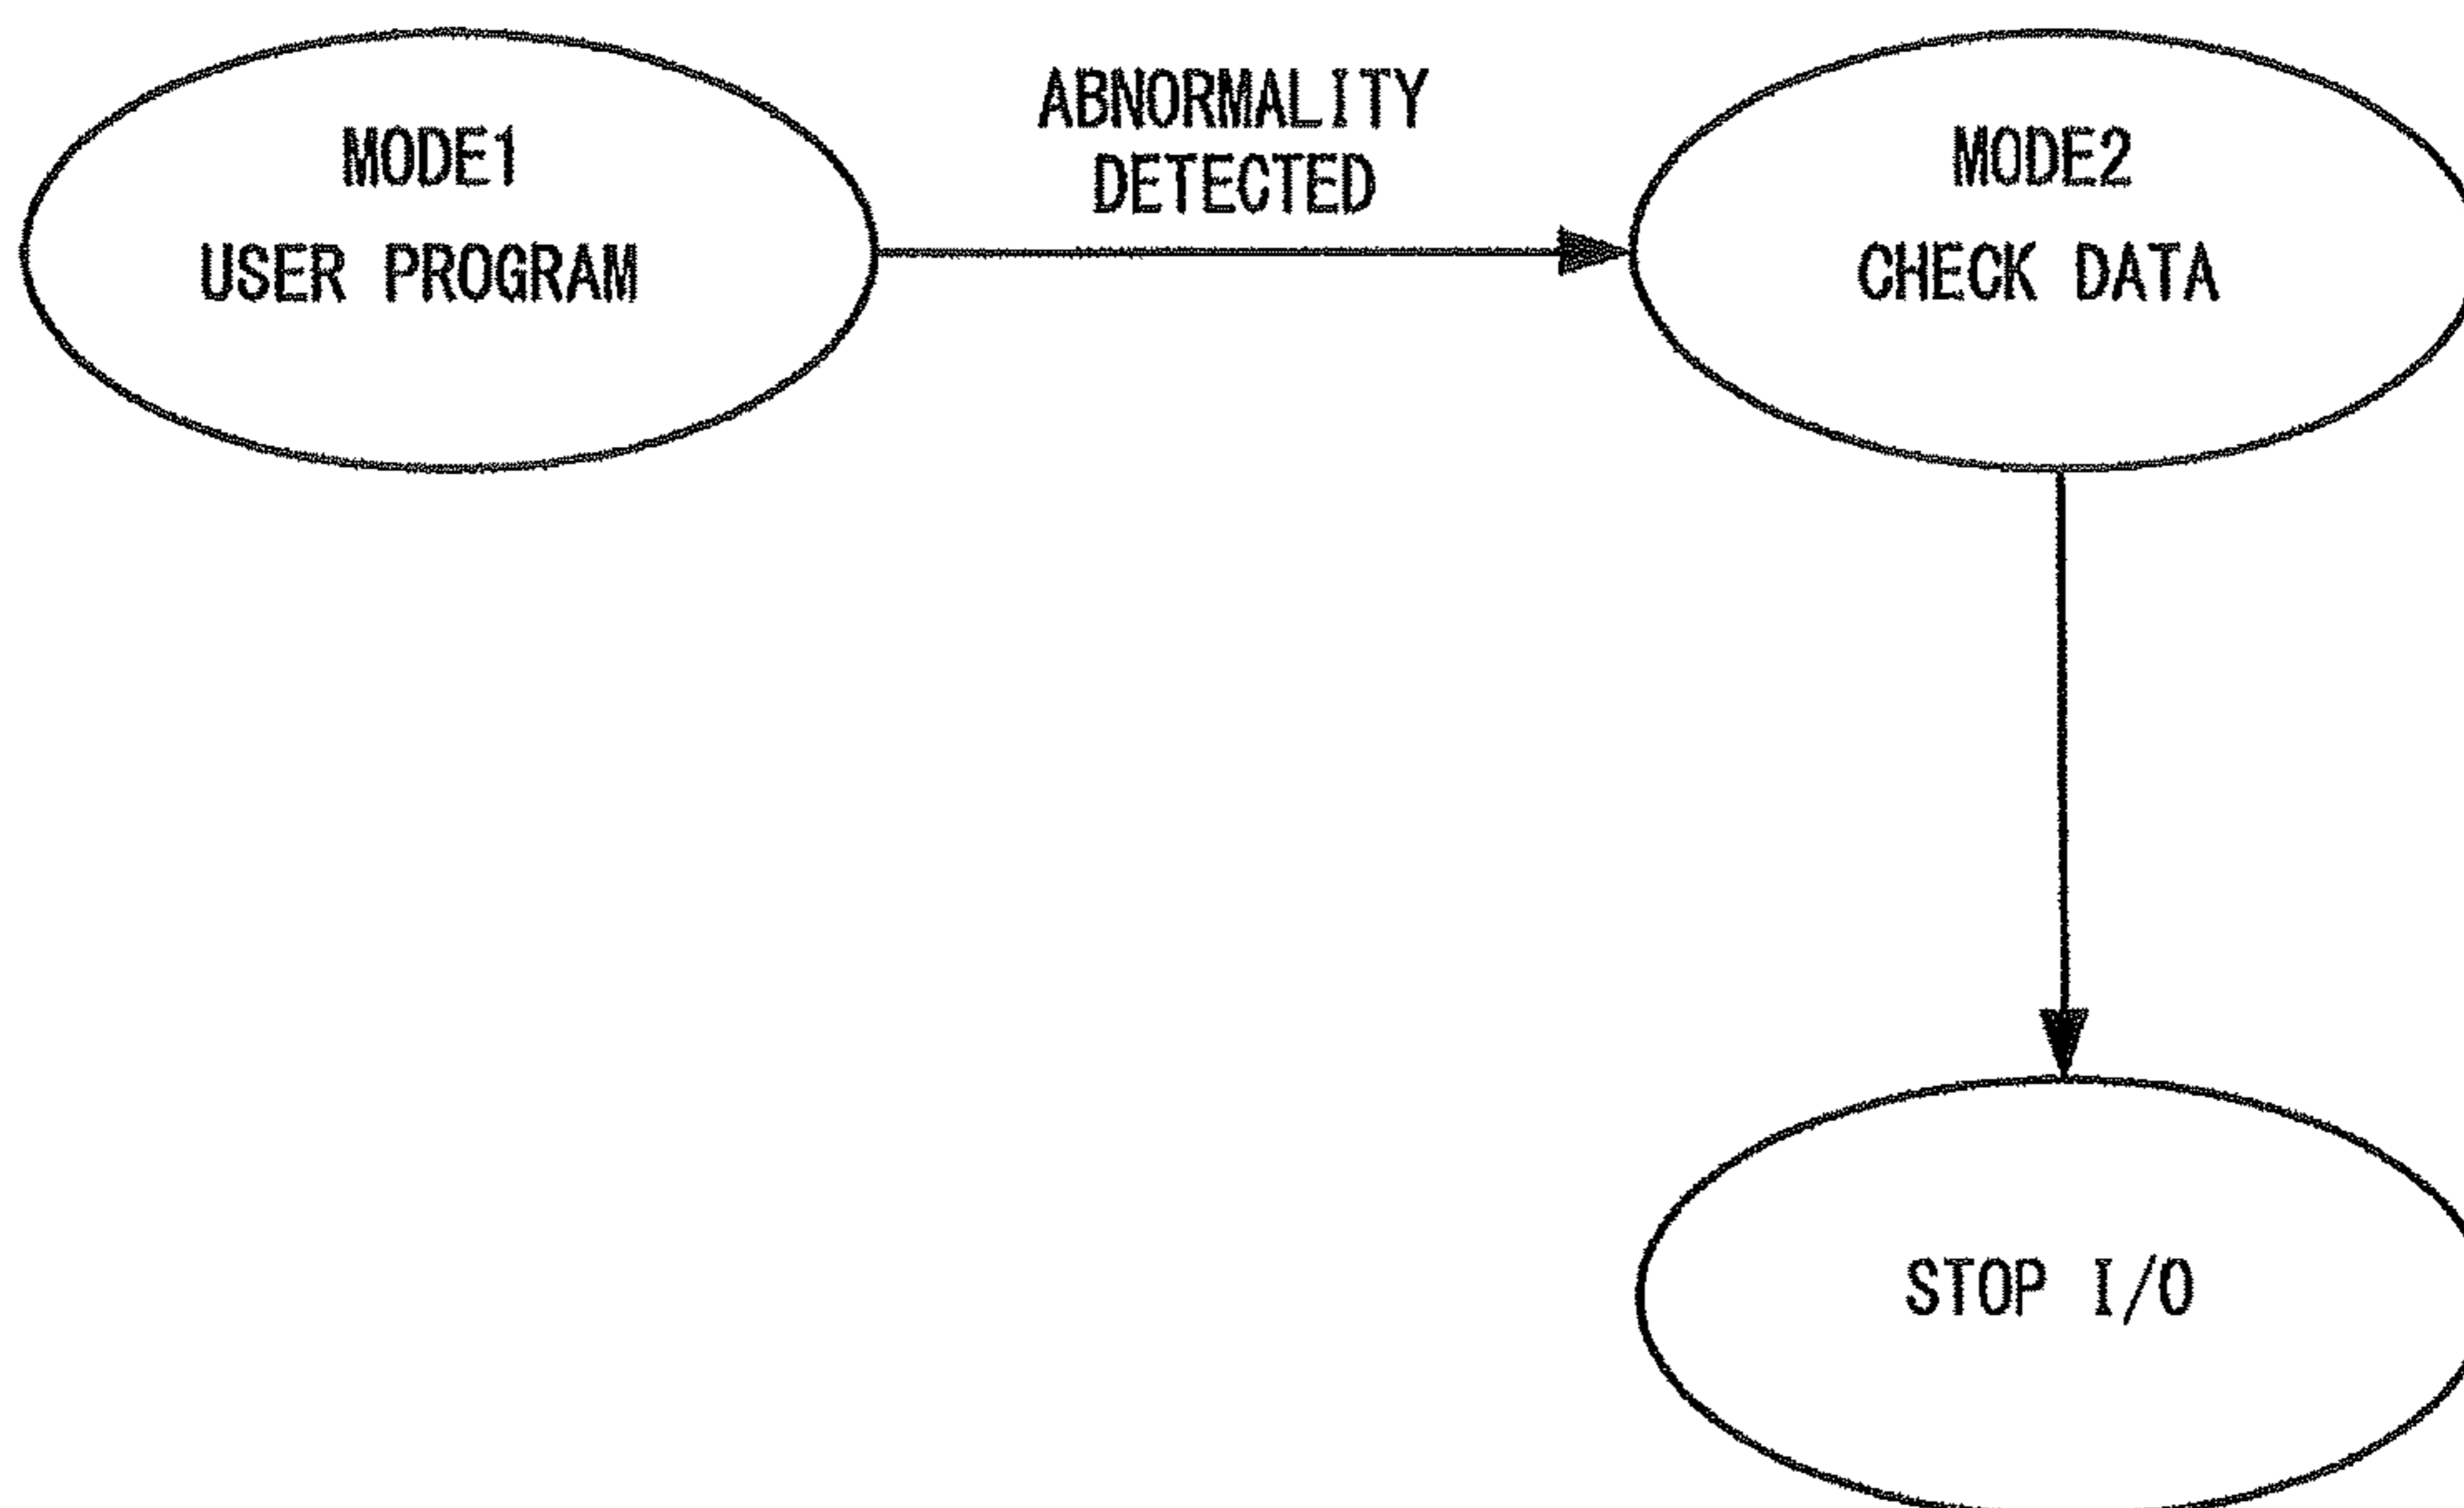 MODE1
USER PROGRAM
ABNORMALITY
DETECTED
MODE2
CHECK DATA
STOP I/O